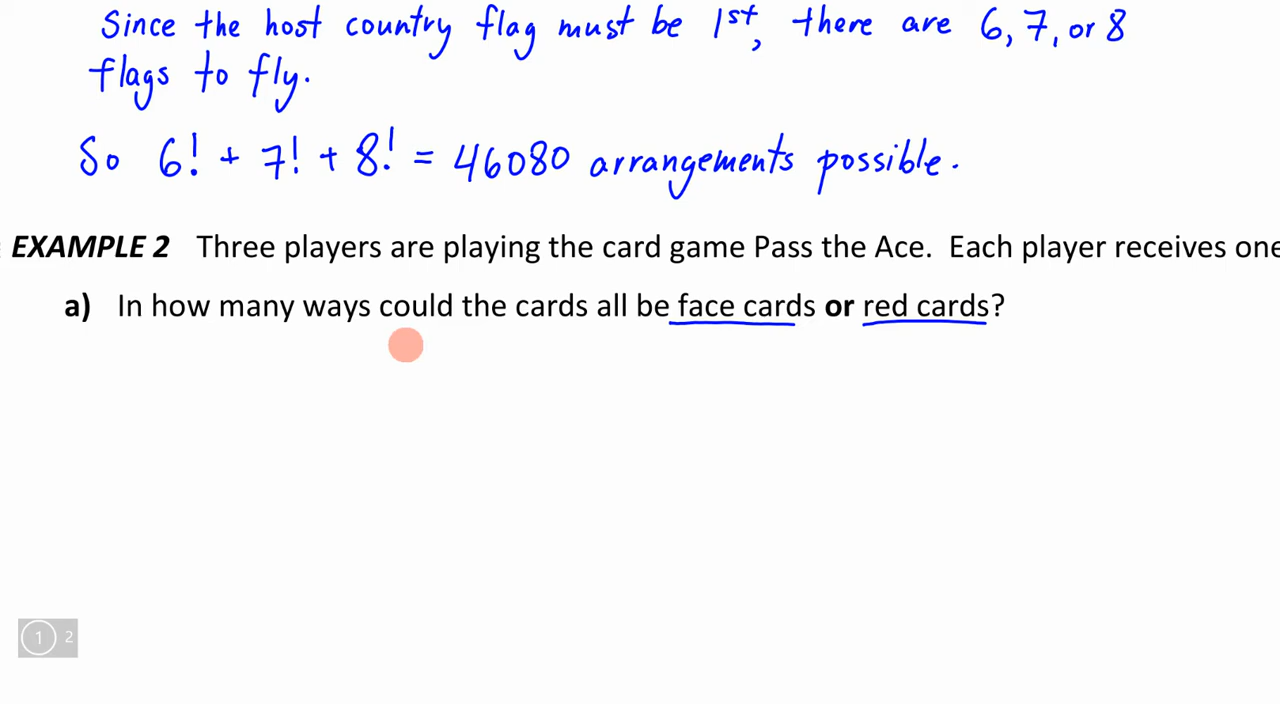 Since the host country flag must be 1st, there are 6, 7, or 8
flags to fly.
So 6! + 7! + 8! = 46080 arrangements possible.
EXAMPLE 2 Three players are playing the card game Pass the Ace. Each player receives one
a) In how many ways could the cards all be face cards or red cards?
1 2